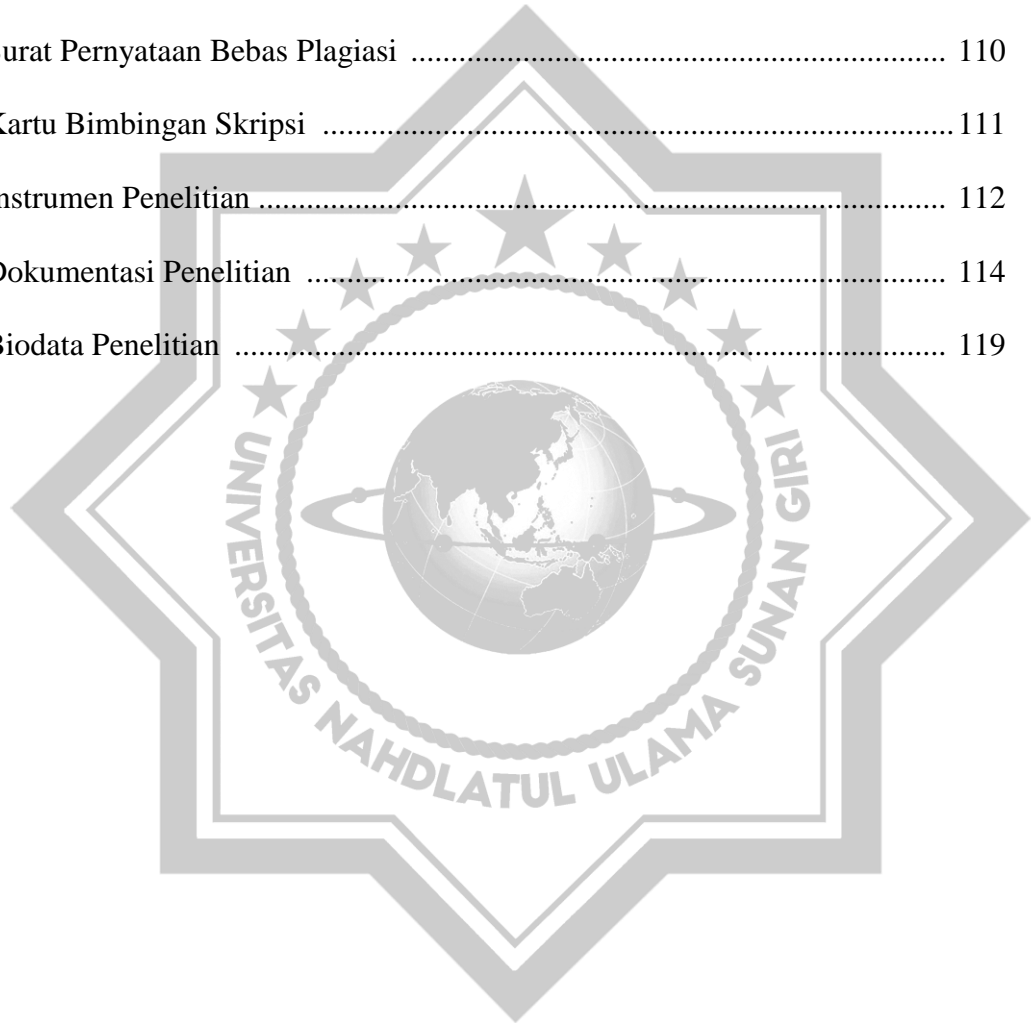 urat Pernyataan Bebas Plagiasi ................................................................ 110
Kartu Bimbingan Skripsi ............................................................................ 111
nstrumen Penelitian ................................................................................... 112
Dokumentasi Penelitian ............................................................................. 114
Biodata Penelitian ...................................................................................... 119
UNIVERSITAS NAHDLATUL ULAMA SUNAN GIRI